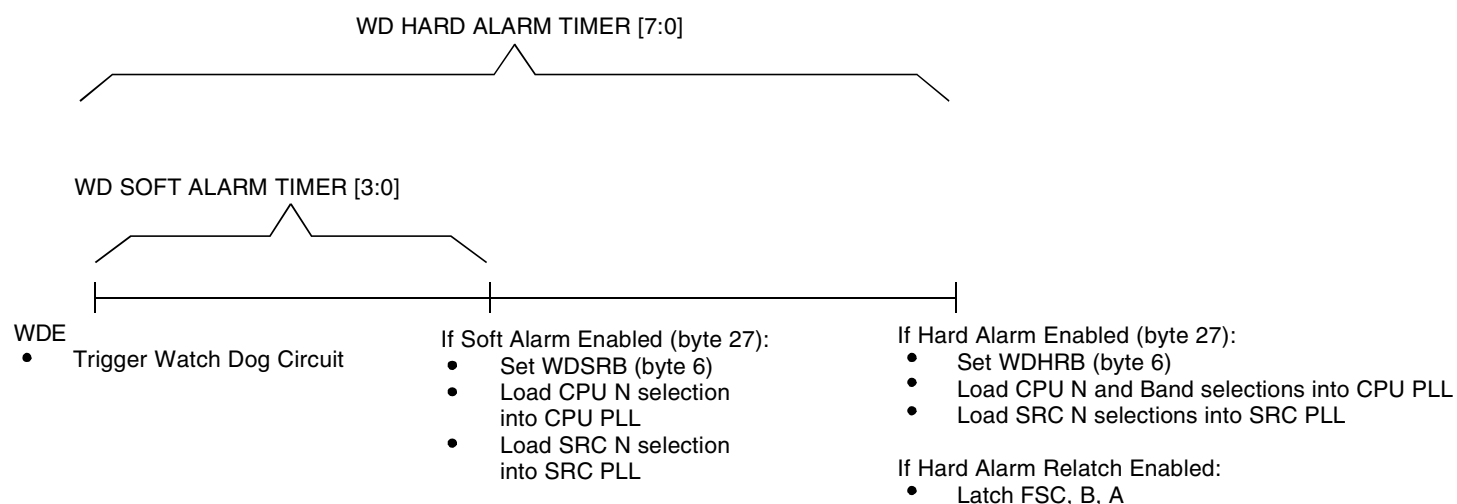 WD HARD ALARM TIMER [7:0]
WD SOFT ALARM TIMER [3:0]
WDE
• Trigger Watch Dog Circuit
If Soft Alarm Enabled (byte 27):
• Set WDSRB (byte 6)
• Load CPU N selection
into CPU PLL
• Load SRC N selection
into SRC PLL
If Hard Alarm Enabled (byte 27):
• Set WDHRB (byte 6)
• Load CPU N and Band selections into CPU PLL
• Load SRC N selections into SRC PLL
If Hard Alarm Relatch Enabled:
• Latch FSC, B, A